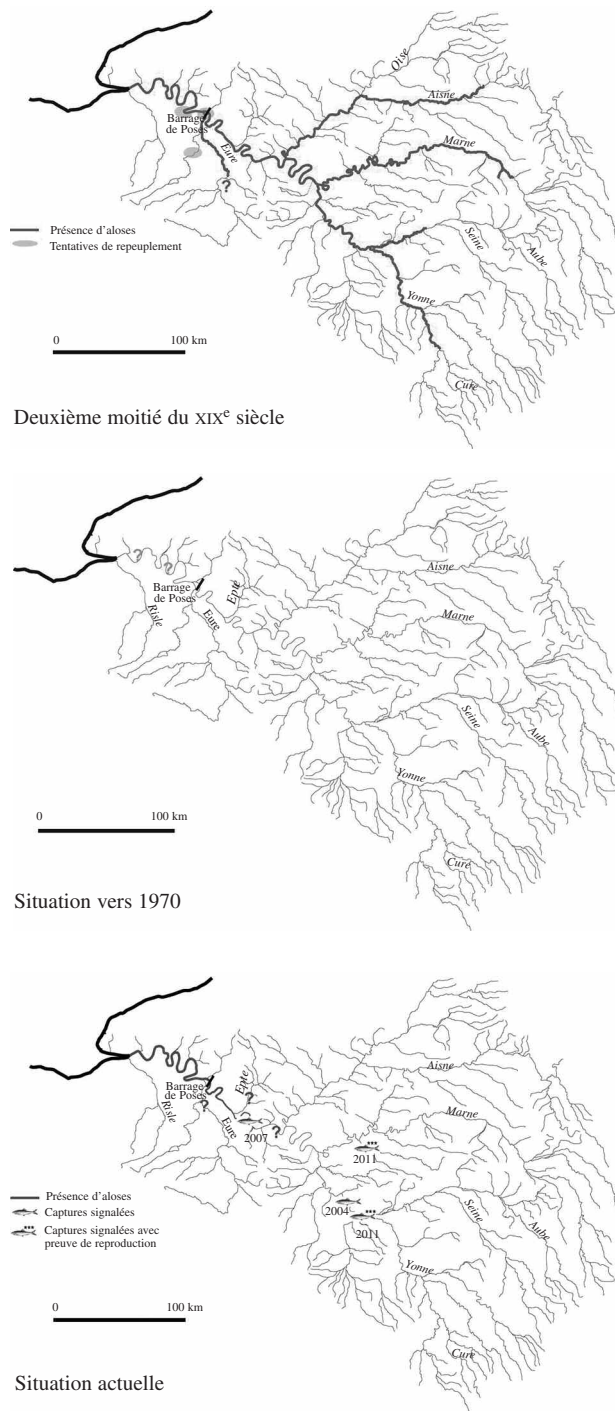 Oise
Aisne
Barrage
de Poses
Eure
Marne
?
Présence d'aloses
Tentatives de repeuplement
Seine
Aube
Yonne
0 100 km
Cure
Deuxième moitié du XIXe siècle
? ?
Aisne
Barrage
de Poses
Epte
Risle
Eure
Marne
Seine
Aube
Yonne
0 100 km
Cure
Situation vers 1970
Aisne
Barrage
de Poses
Epte
?
Risle
?
Eure
?
Marne
2007
2011
Présence d'aloses
Captures signalées
Captures signalées avec
preuve de reproduction
2004
2011
Seine
Aube
Yonne
0 100 km
Cure
Situation actuelle